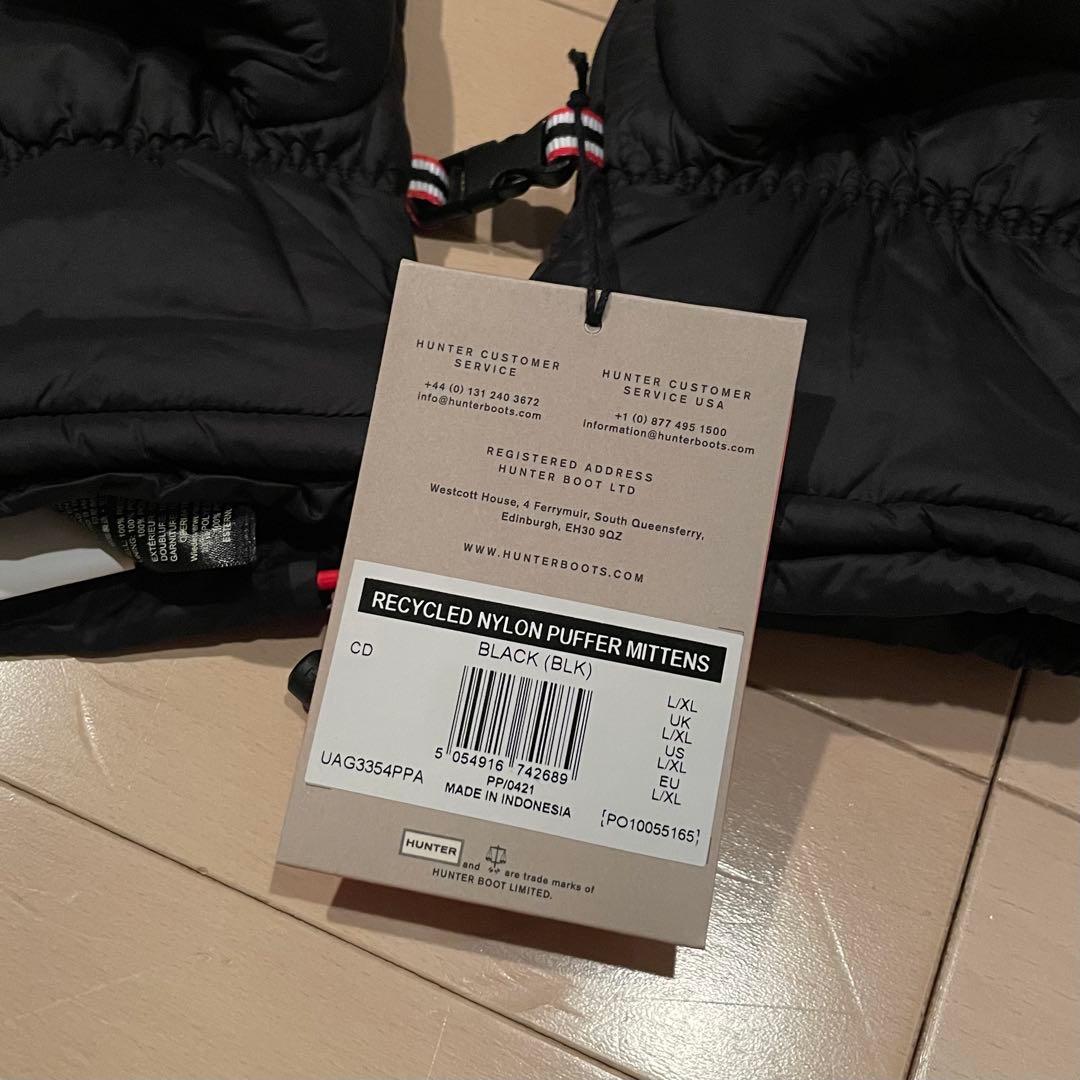 HUNTER CUSTOMER
SERVICE
+44 (0) 131 240 3672
info@hunterboots.com
HUNTER CUSTOMER
SERVICE USA
+1 (0) 877 495 1500
information@hunterboots.com
REGISTERED ADDRESS
HUNTER BOOT LTD
Westcott House, 4 Ferrymuir, South Queensferry,
Edinburgh, EH30 9QZ
WWW.HUNTERBOOTS.COM
RECYCLED NYLON PUFFER MITTENS
BLACK (BLK)
CD
L/XL
UK
L/XL
US
L/XL
EU
L/XL
5 054916 742689
UAG3354PPA
PP/0421
MADE IN INDONESIA
[PO10055165]
HUNTER and are trade marks of
HUNTER BOOT LIMITED.